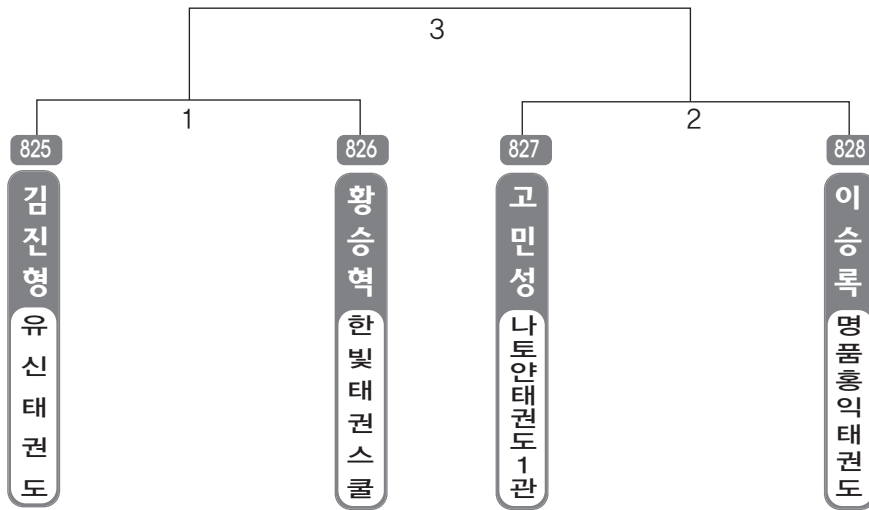 3
1
2
825
826
827
828
김진형
유신태권도
황승혁
한빛태권스쿨
고민성
나토얀태권도1관
이승록
명품홍익태권도